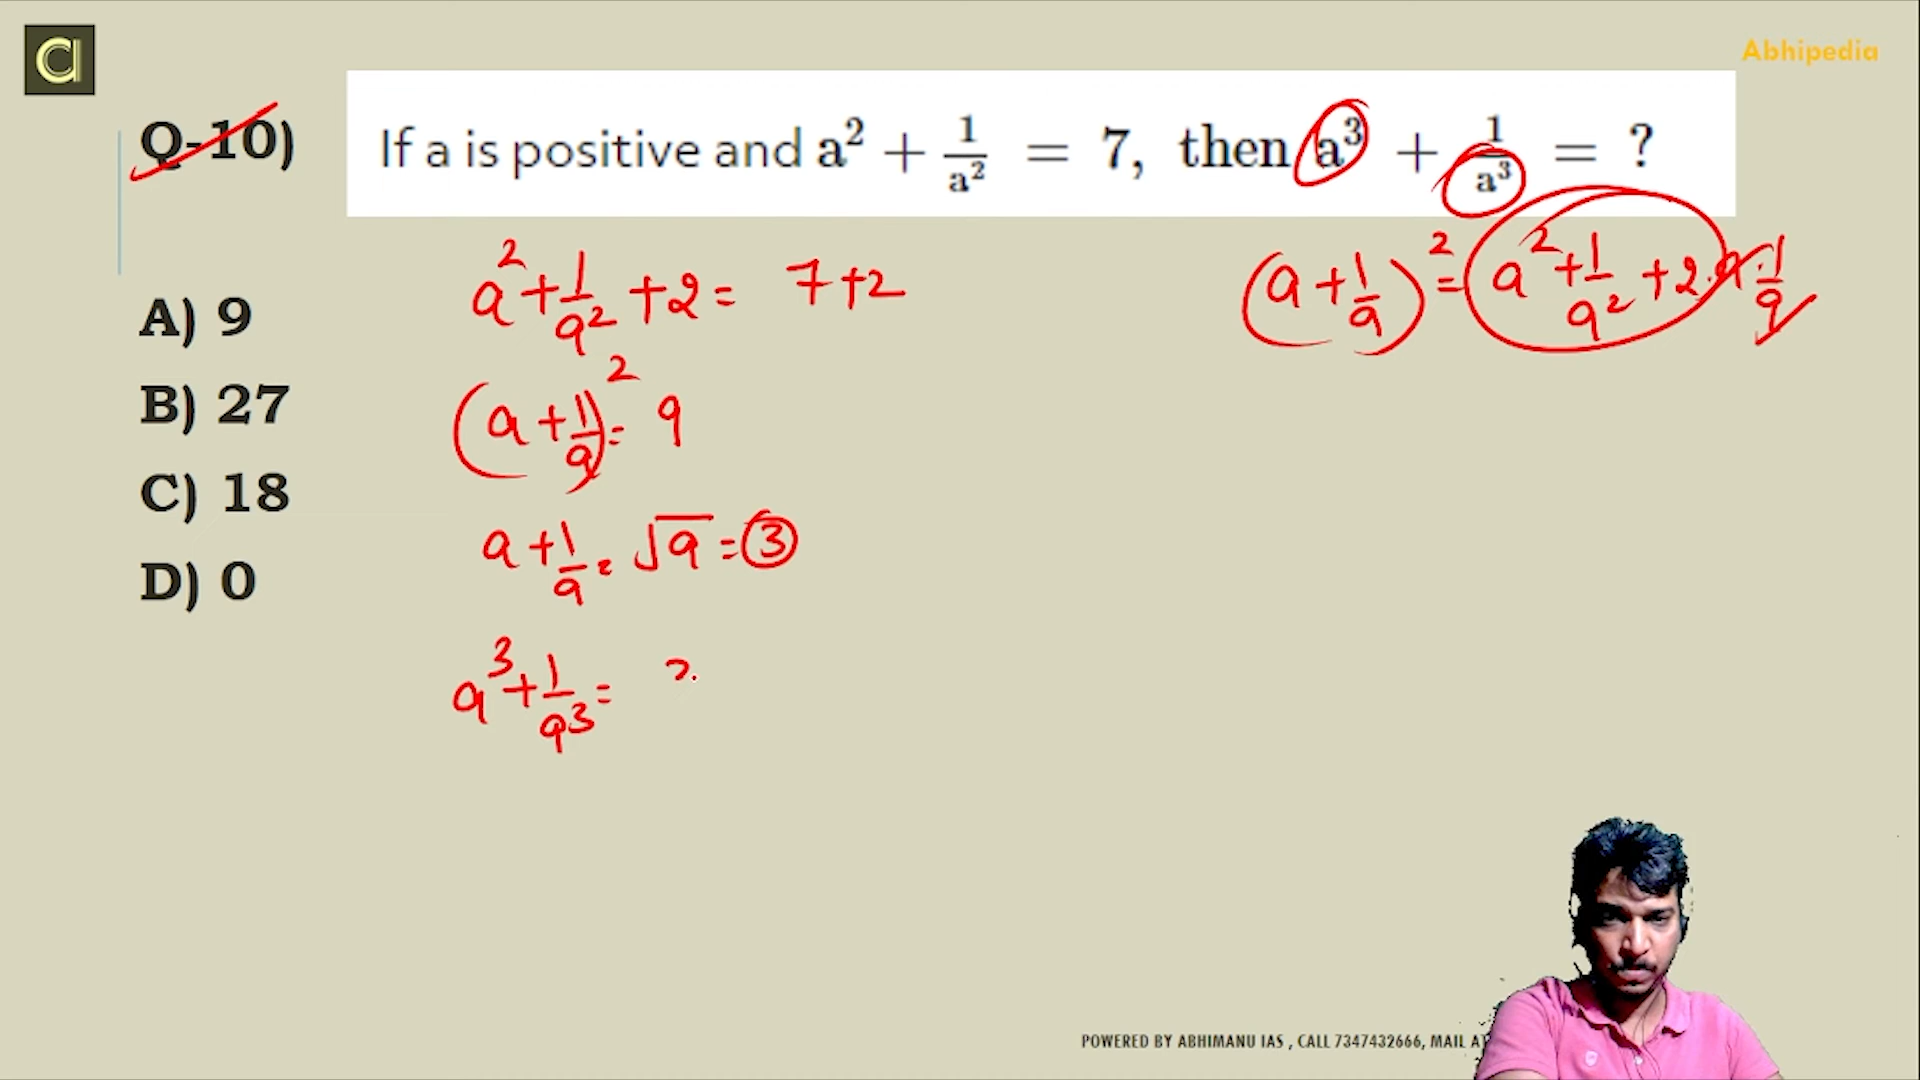 Abhipedia
Q-10) If a is positive and a² + 1/a² = 7, then a³ + 1/a³ = ?
a² + 1/a² + 2 = 7+2
(a + 1/a)² = a² + 1/a² + 2.a.1/a
A) 9
B) 27
(a + 1/a)² = 9
C) 18
a + 1/a = √9 = 3
D) 0
a³ + 1/a³ =
POWERED BY ABHIMANU IAS , CALL 7347432666, MAIL AT